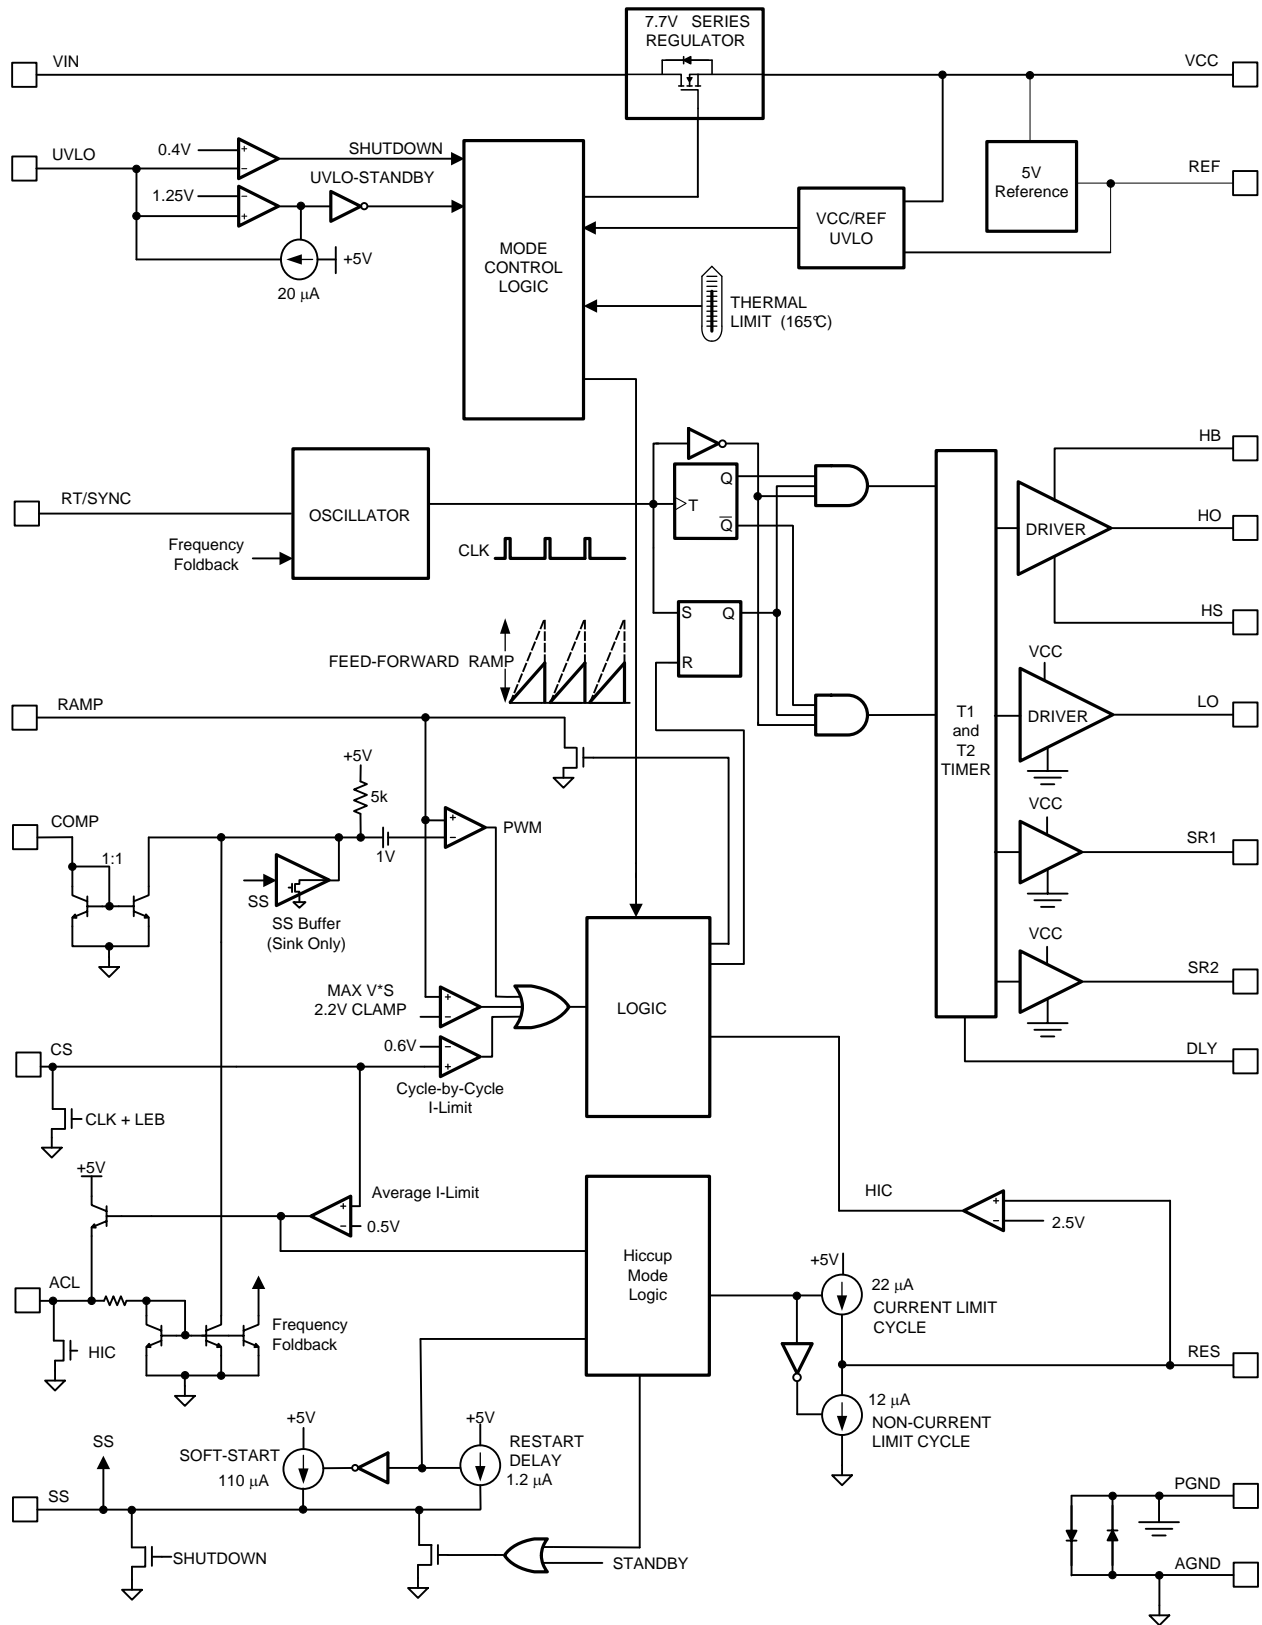 7.7V SERIES
REGULATOR
VIN
VCC
UVLO
0.4V
+
−
SHUTDOWN
UVLO-STANDBY
1.25V
−
+
+5V
20 µA
MODE
CONTROL
LOGIC
5V
Reference
REF
VCC/REF
UVLO
THERMAL
LIMIT (165°C)
HB
RT/SYNC
OSCILLATOR
Frequency
Foldback
CLK
T
Q
Q
DRIVER
HO
HS
S
Q
R
FEED-FORWARD RAMP
RAMP
VCC
DRIVER
LO
T1
and
T2
TIMER
+5V
5k
COMP
1:1
1V
+
−
PWM
SS
SS Buffer
(Sink Only)
VCC
SR1
VCC
SR2
MAX V*S
2.2V CLAMP
+
−
LOGIC
CS
0.6V
−
+
Cycle-by-Cycle
I-Limit
DLY
CLK + LEB
+5V
Average I-Limit
+
−
0.5V
HIC
+
−
2.5V
Hiccup
Mode
Logic
ACL
HIC
Frequency
Foldback
+5V
22 µA
CURRENT LIMIT
CYCLE
RES
12 µA
NON-CURRENT
LIMIT CYCLE
+5V
+5V
SS
SOFT-START
110 µA
RESTART
DELAY
1.2 µA
SS
SHUTDOWN
STANDBY
PGND
AGND